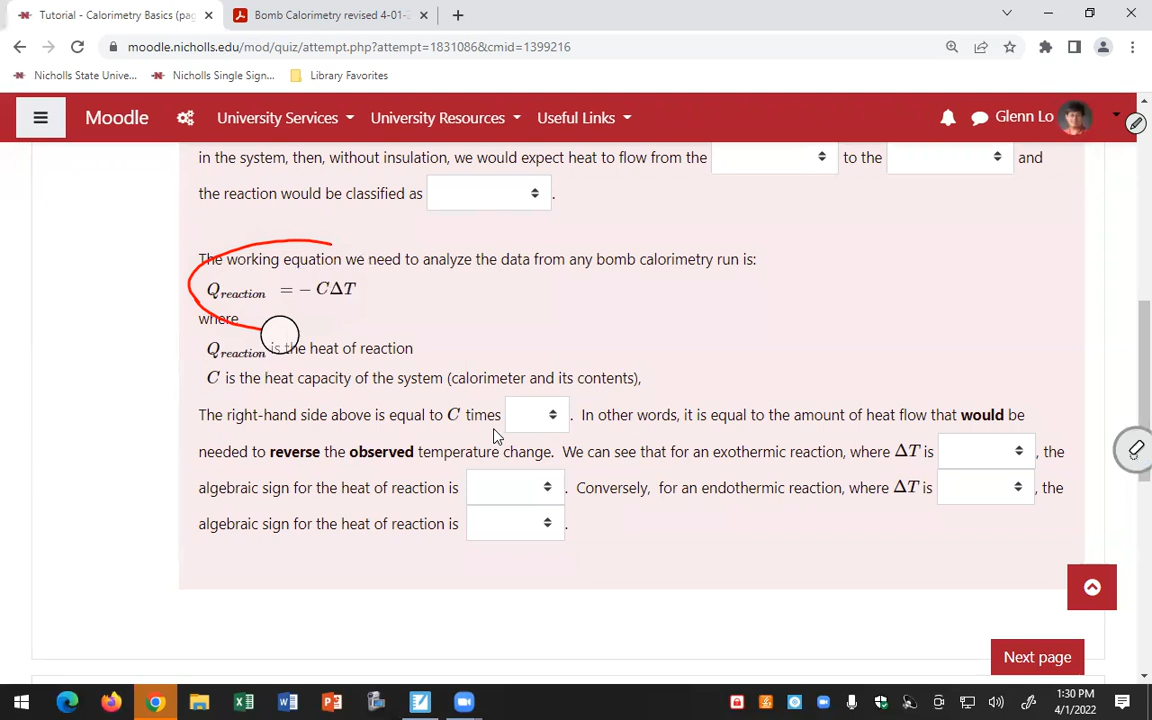 Tutorial - Calorimetry Basics (pag
Bomb Calorimetry revised 4-01-2
moodle.nicholls.edu/mod/quiz/attempt.php?attempt=1831086&cmid=1399216
Nicholls State Unive...
Nicholls Single Sign...
Library Favorites
Moodle
University Services
University Resources
Useful Links
Glenn Lo
in the system, then, without insulation, we would expect heat to flow from the to the and
the reaction would be classified as .
The working equation we need to analyze the data from any bomb calorimetry run is:
Qreaction = − CΔT
where
Qreaction is the heat of reaction
C is the heat capacity of the system (calorimeter and its contents),
The right-hand side above is equal to C times . In other words, it is equal to the amount of heat flow that would be
needed to reverse the observed temperature change. We can see that for an exothermic reaction, where ΔT is , the
algebraic sign for the heat of reaction is . Conversely, for an endothermic reaction, where ΔT is , the
algebraic sign for the heat of reaction is .
Next page
1:30 PM
4/1/2022